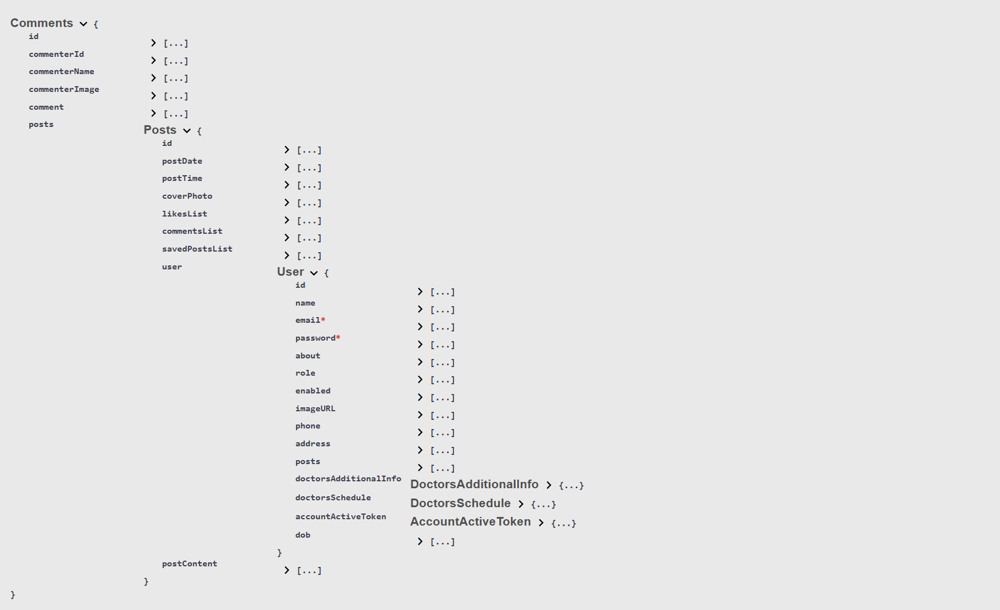 Comments {
id [...]
commenterId [...]
commenterName [...]
commenterImage [...]
comment [...]
posts Posts {
id [...]
postDate [...]
postTime [...]
coverPhoto [...]
likesList [...]
commentsList [...]
savedPostsList [...]
user User {
id [...]
name [...]
email* [...]
password* [...]
about [...]
role [...]
enabled [...]
imageURL [...]
phone [...]
address [...]
posts [...]
doctorsAdditionalInfo DoctorsAdditionalInfo {...}
doctorsSchedule DoctorsSchedule {...}
accountActiveToken AccountActiveToken {...}
dob [...]
}
postContent [...]
}
}